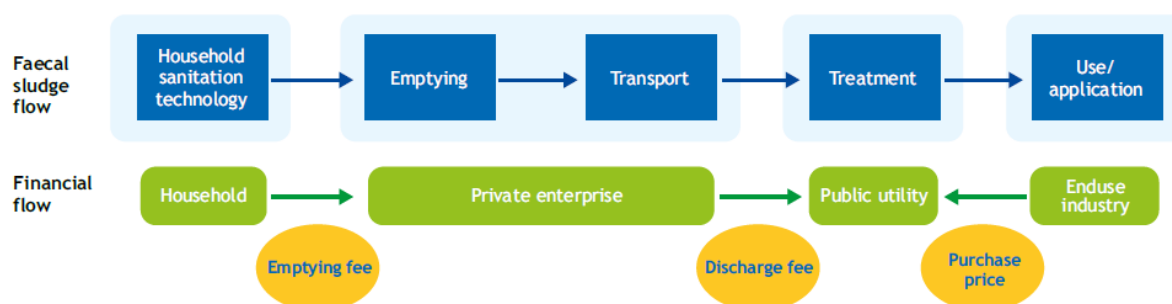 Faecal
sludge
flow
Household
sanitation
technology
Emptying
Transport
Treatment
Use/
application
Financial
flow
Household
Private enterprise
Public utility
Enduse
industry
Emptying fee
Discharge fee
Purchase
price